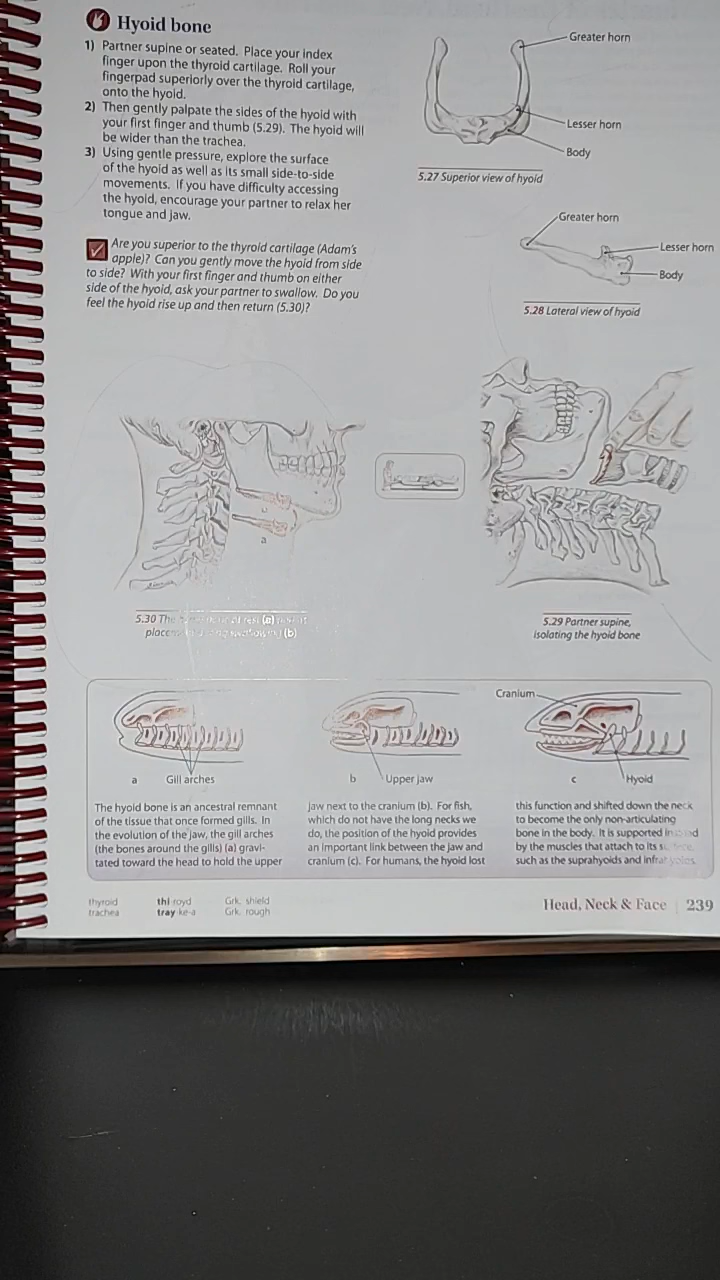 Hyoid bone
1) Partner supine or seated. Place your index
finger upon the thyroid cartilage. Roll your
fingerpad superiorly over the thyroid cartilage,
onto the hyoid.
2) Then gently palpate the sides of the hyoid with
your first finger and thumb (5.29). The hyoid will
be wider than the trachea.
3) Using gentle pressure, explore the surface
of the hyoid as well as its small side-to-side
movements. If you have difficulty accessing
the hyoid, encourage your partner to relax her
tongue and jaw.
Are you superior to the thyroid cartilage (Adam's
apple)? Can you gently move the hyoid from side
to side? With your first finger and thumb on either
side of the hyoid, ask your partner to swallow. Do you
feel the hyoid rise up and then return (5.30)?
Greater horn
Lesser horn
Body
5.27 Superior view of hyoid
Greater horn
Lesser horn
Body
5.28 Lateral view of hyoid
a
5.30 The rest (a)
place (b)
5.29 Partner supine,
isolating the hyoid bone
a Gill arches
b Upper jaw
Cranium
c Hyoid
The hyoid bone is an ancestral remnant
of the tissue that once formed gills. In
the evolution of the jaw, the gill arches
(the bones around the gills) (a) gravi-
tated toward the head to hold the upper
jaw next to the cranium (b). For fish,
which do not have the long necks we
do, the position of the hyoid provides
an important link between the jaw and
cranium (c). For humans, the hyoid lost
this function and shifted down the neck
to become the only non-articulating
bone in the body. It is supported
by the muscles that attach to its
such as the suprahyoids and
thyroid thi-royd Grk. shield
trachea tray-ke-a Grk. rough
Head, Neck & Face 239